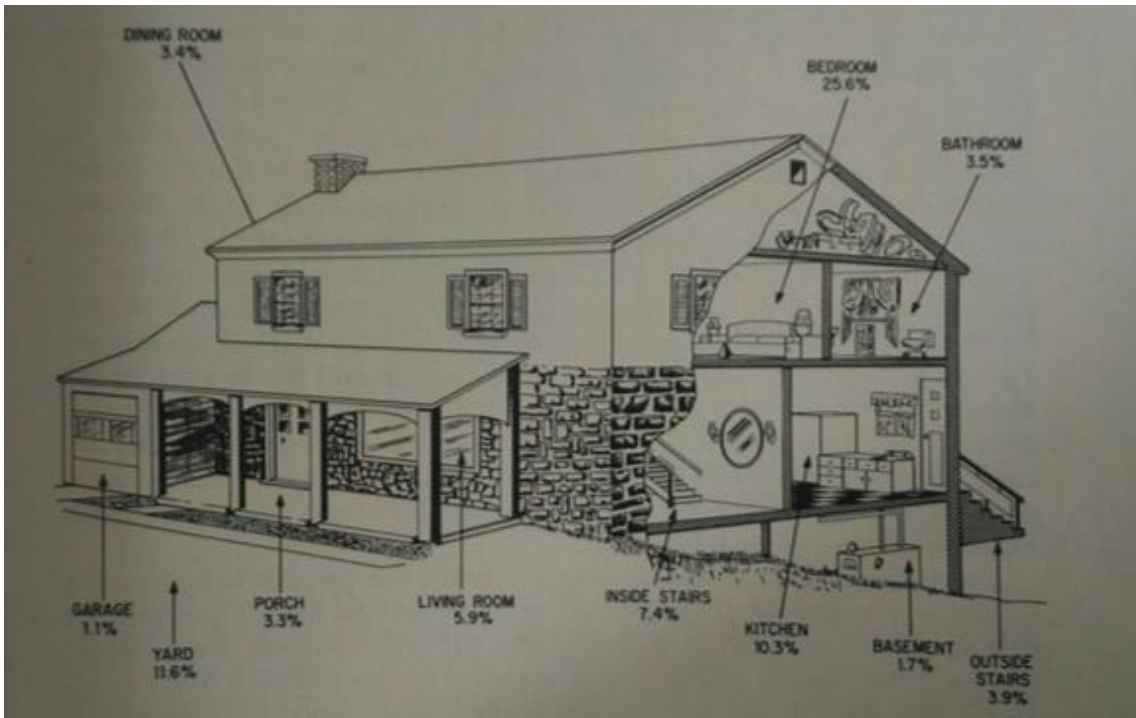 DINING ROOM
3.4%
BEDROOM
25.6%
BATHROOM
3.5%
GARAGE
1.1%
YARD
11.6%
PORCH
3.3%
LIVING ROOM
5.9%
INSIDE STAIRS
7.4%
KITCHEN
10.3%
BASEMENT
1.7%
OUTSIDE
STAIRS
3.9%